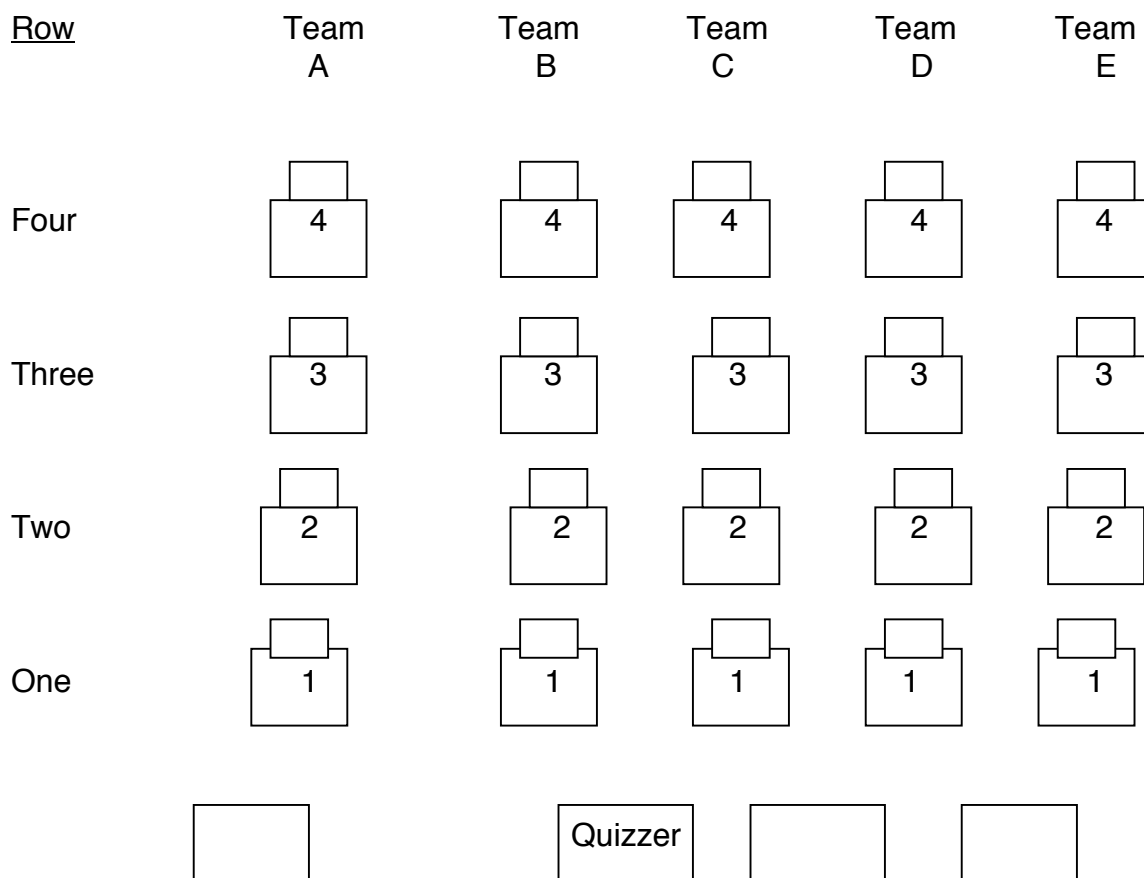 Row Team Team Team Team Team
A B C D E
Four 4 4 4 4 4
Three 3 3 3 3 3
Two 2 2 2 2 2
One 1 1 1 1 1
Quizzer